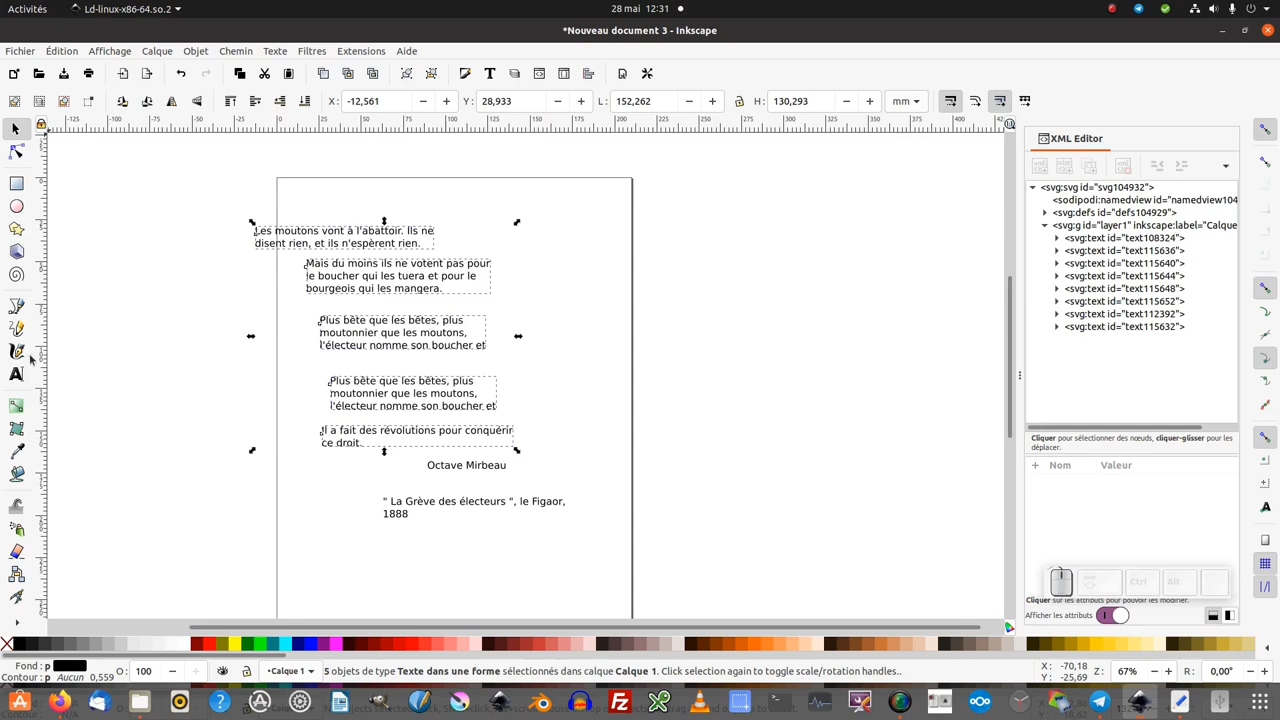 Activités
Ld-linux-x86-64.so.2
28 mai 12:31
*Nouveau document 3 - Inkscape
Fichier Édition Affichage Calque Objet Chemin Texte Filtres Extensions Aide
X : -12,561 Y : 28,933 L : 152,262 H : 130,293 mm
XML Editor
<svg:svg id="svg104932">
<sodipodi:namedview id="namedview104
<svg:defs id="defs104929">
<svg:g id="layer1" inkscape:label="Calque
<svg:text id="text108324">
<svg:text id="text115636">
<svg:text id="text115640">
<svg:text id="text115644">
<svg:text id="text115648">
<svg:text id="text115652">
<svg:text id="text112392">
<svg:text id="text115632">
Les moutons vont à l'abattoir. Ils ne
disent rien, et ils n'espèrent rien.
Mais du moins ils ne votent pas pour
le boucher qui les tuera et pour le
bourgeois qui les mangera.
Plus bête que les bêtes, plus
moutonnier que les moutons,
l'électeur nomme son boucher et
Plus bête que les bêtes, plus
moutonnier que les moutons,
l'électeur nomme son boucher et
Il a fait des révolutions pour conquérir
ce droit.
Octave Mirbeau
" La Grève des électeurs ", le Figaor,
1888
Cliquer pour sélectionner des nœuds, cliquer-glisser pour les
déplacer.
Nom Valeur
Ctrl Alt
Cliquer sur les attributs pour pouvoir les modifier.
Afficher les attributs
Fond : p
Contour : p Aucun 0,559
O : 100
•Calque 1
5 objets de type Texte dans une forme sélectionnés dans calque Calque 1. Click selection again to toggle scale/rotation handles..
X : -70,18
Y : -25,69
Z : 67%
R : 0,00°